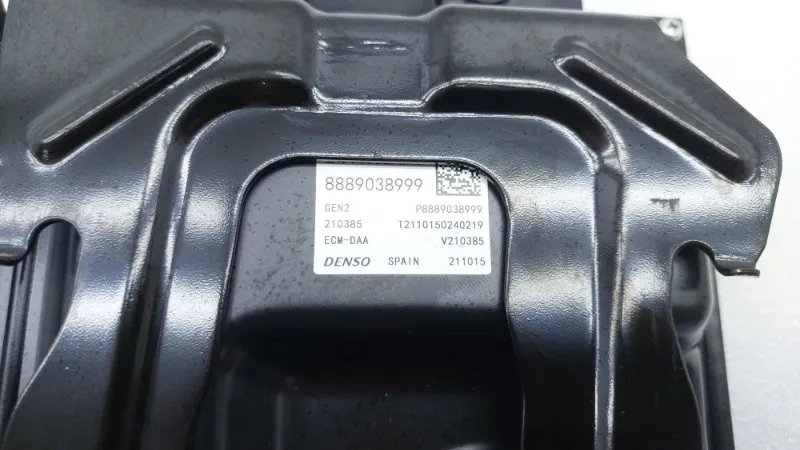 8889038999
GEN2 P8889038999
210385 T2110150240219
ECM-DAA V210385
DENSO SPAIN 211015